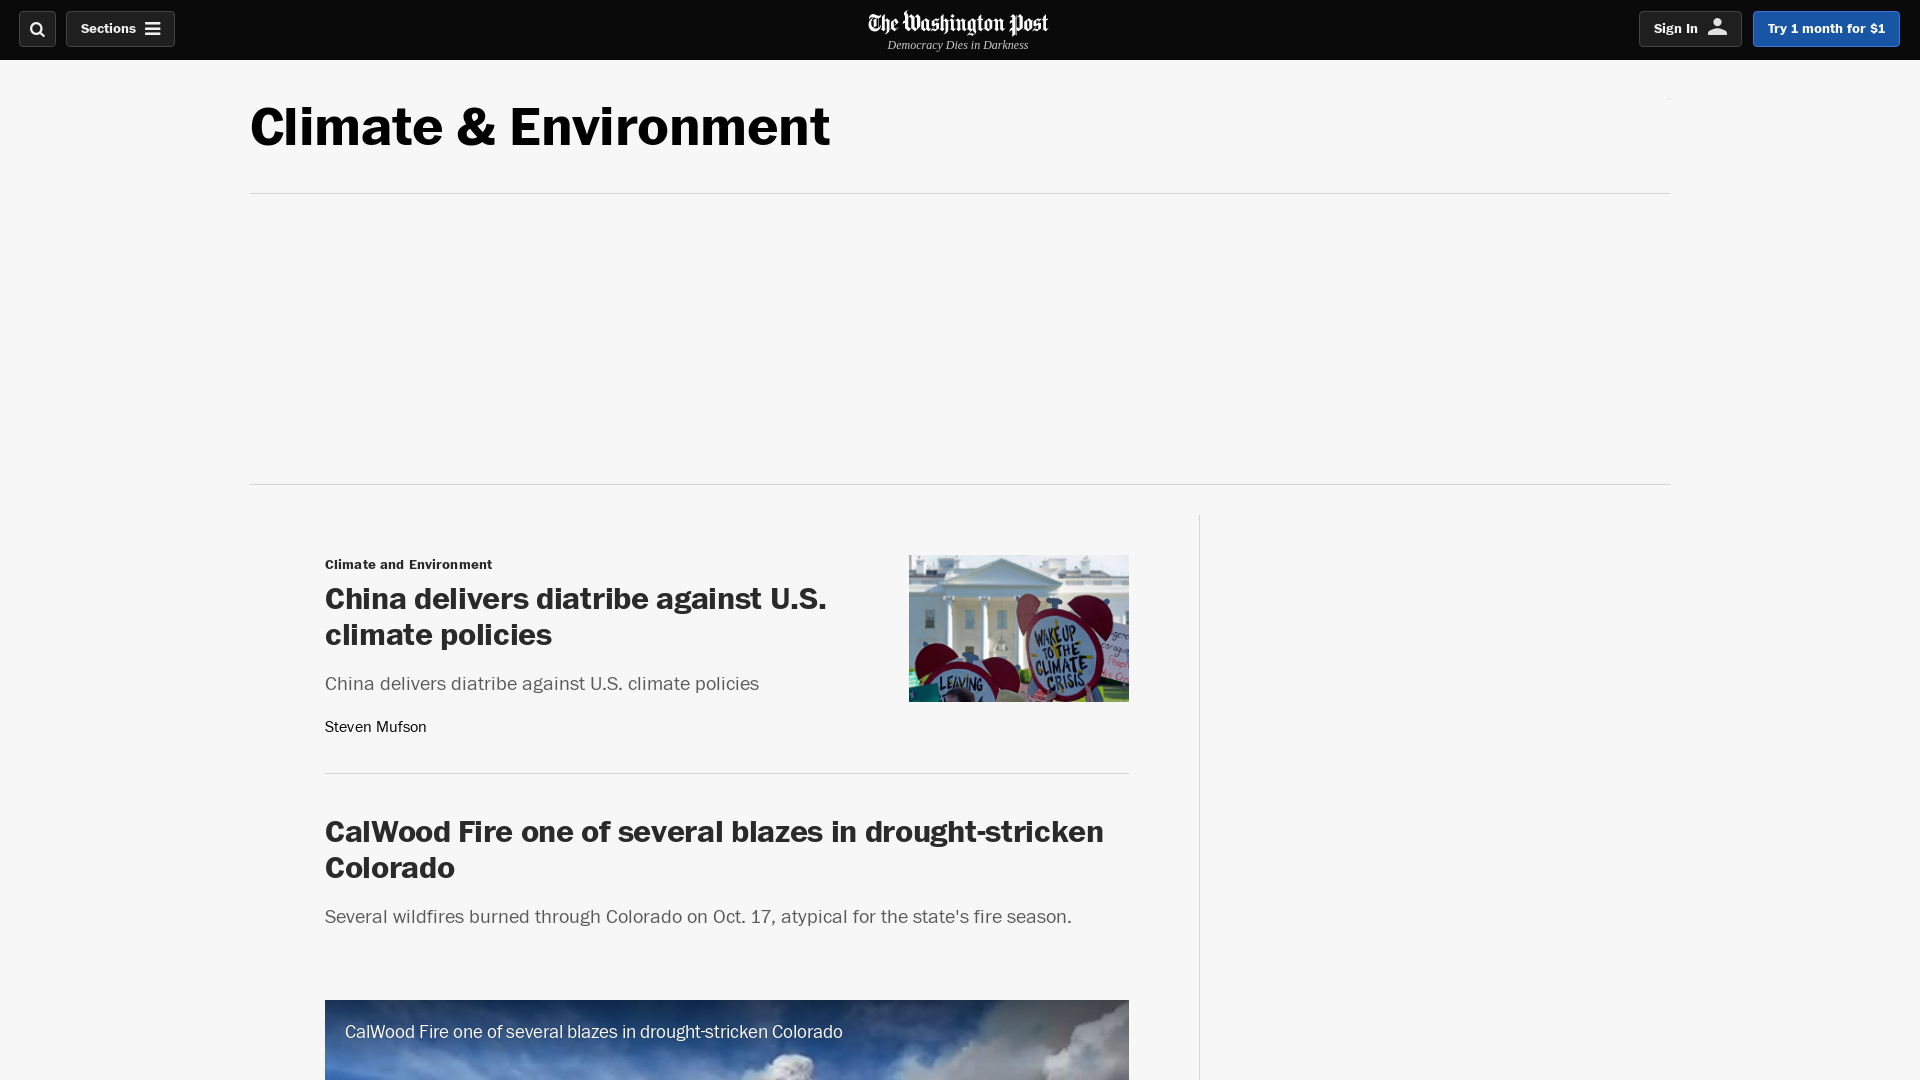 Sections
The Washington Post
Democracy Dies in Darkness
Sign In
Try 1 month for $1
Climate & Environment
Climate and Environment
China delivers diatribe against U.S.
climate policies
China delivers diatribe against U.S. climate policies
Steven Mufson
WAKE UP
TO THE
CLIMATE
CRISIS
LEAVING
CalWood Fire one of several blazes in drought-stricken
Colorado
Several wildfires burned through Colorado on Oct. 17, atypical for the state's fire season.
CalWood Fire one of several blazes in drought-stricken Colorado